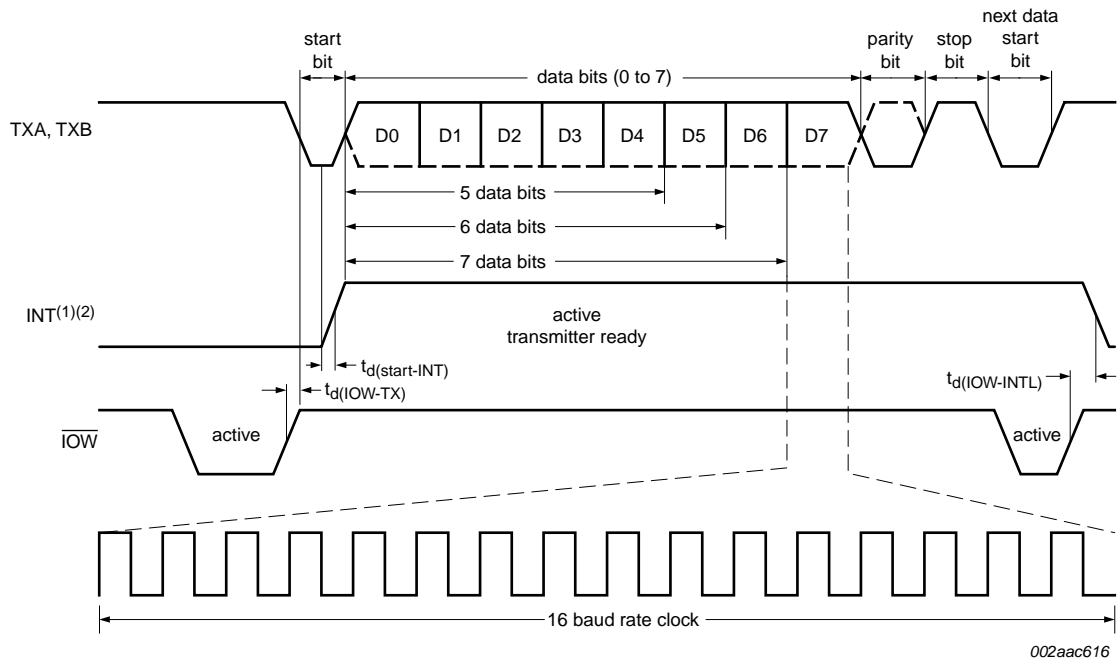 start
bit
data bits (0 to 7)
parity
bit
stop
bit
next data
start
bit
TXA, TXB
D0 D1 D2 D3 D4 D5 D6 D7
5 data bits
6 data bits
7 data bits
INT(1)(2)
active
transmitter ready
td(start-INT)
td(IOW-TX)
td(IOW-INTL)
IOW
active
active
16 baud rate clock
002aac616